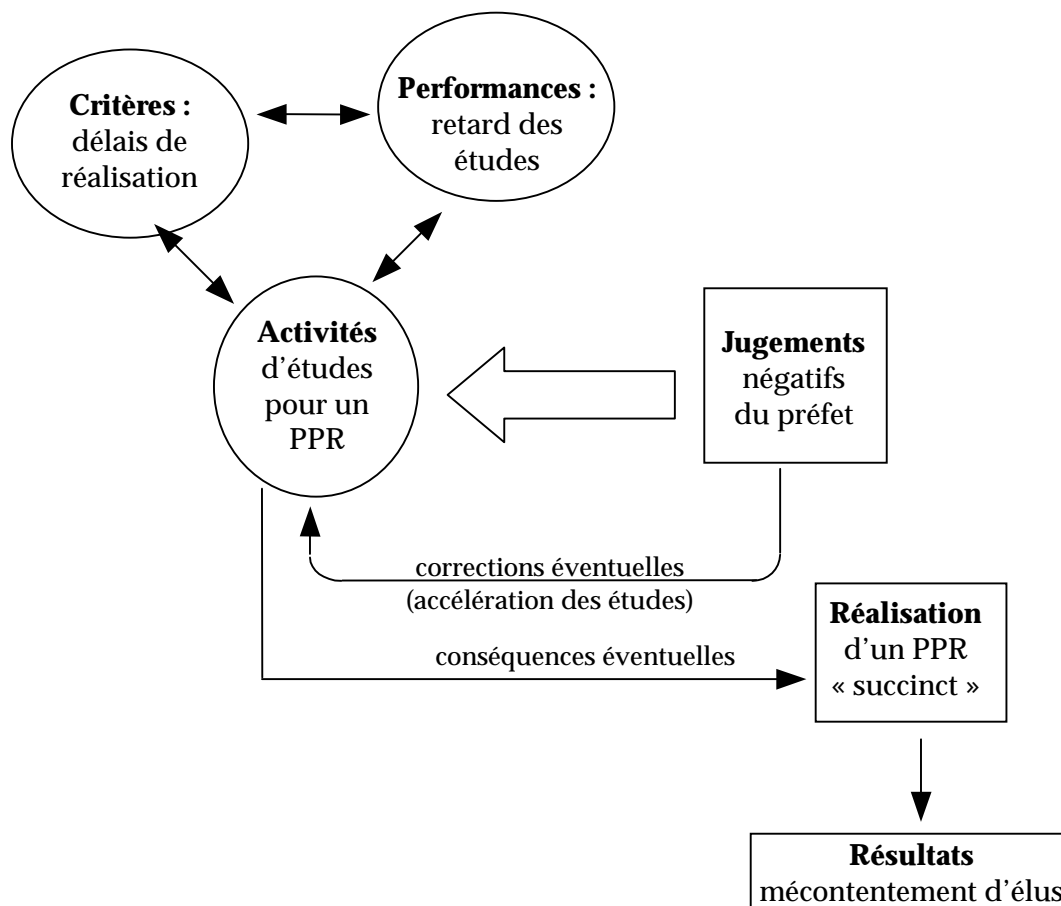 Critères :
délais de
réalisation
Performances :
retard des
études
Activités
d’études
pour un
PPR
Jugements
négatifs
du préfet
corrections éventuelles
(accélération des études)
conséquences éventuelles
Réalisation
d’un PPR
« succinct »
Résultats
mécontentement d’élus